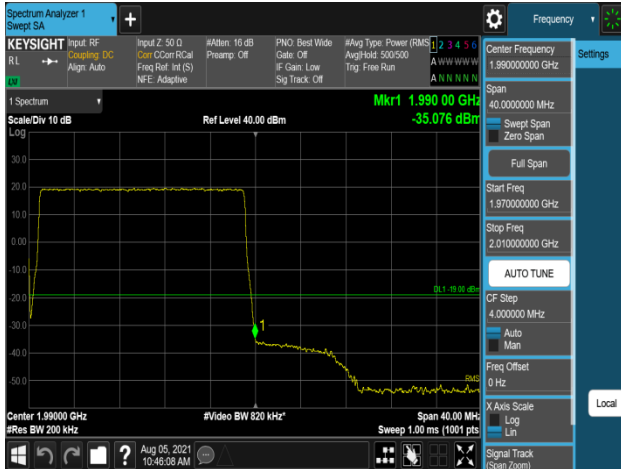 Spectrum Analyzer 1
Swept SA
+
Frequency
KEYSIGHT
RL
Input: RF
Coupling: DC
Align: Auto
Input Z: 50 Ω
Corr CCorr RCal
Freq Ref: Int (S)
NFE: Adaptive
#Atten: 16 dB
Preamp: Off
PNO: Best Wide
Gate: Off
IF Gain: Low
Sig Track: Off
#Avg Type: Power (RMS
Avg|Hold: 500/500
Trig: Free Run
1 2 3 4 5 6
A W W W W W
A N N N N N
LXI
1 Spectrum
Scale/Div 10 dB
Log
Ref Level 40.00 dBm
Mkr1 1.990 00 GHz
-35.076 dBm
30.0
20.0
10.0
0.00
-10.0
-20.0
-30.0
-40.0
-50.0
DL1 -19.00 dBm
1
RMS
Center 1.99000 GHz
#Res BW 200 kHz
#Video BW 820 kHz*
Span 40.00 MHz
Sweep 1.00 ms (1001 pts
Aug 05, 2021
10:46:08 AM
?
Center Frequency
1.990000000 GHz
Span
40.0000000 MHz
Swept Span
Zero Span
Full Span
Start Freq
1.970000000 GHz
Stop Freq
2.010000000 GHz
AUTO TUNE
CF Step
4.000000 MHz
Auto
Man
Freq Offset
0 Hz
X Axis Scale
Log
Lin
Signal Track
(Span Zoom)
Settings
Local